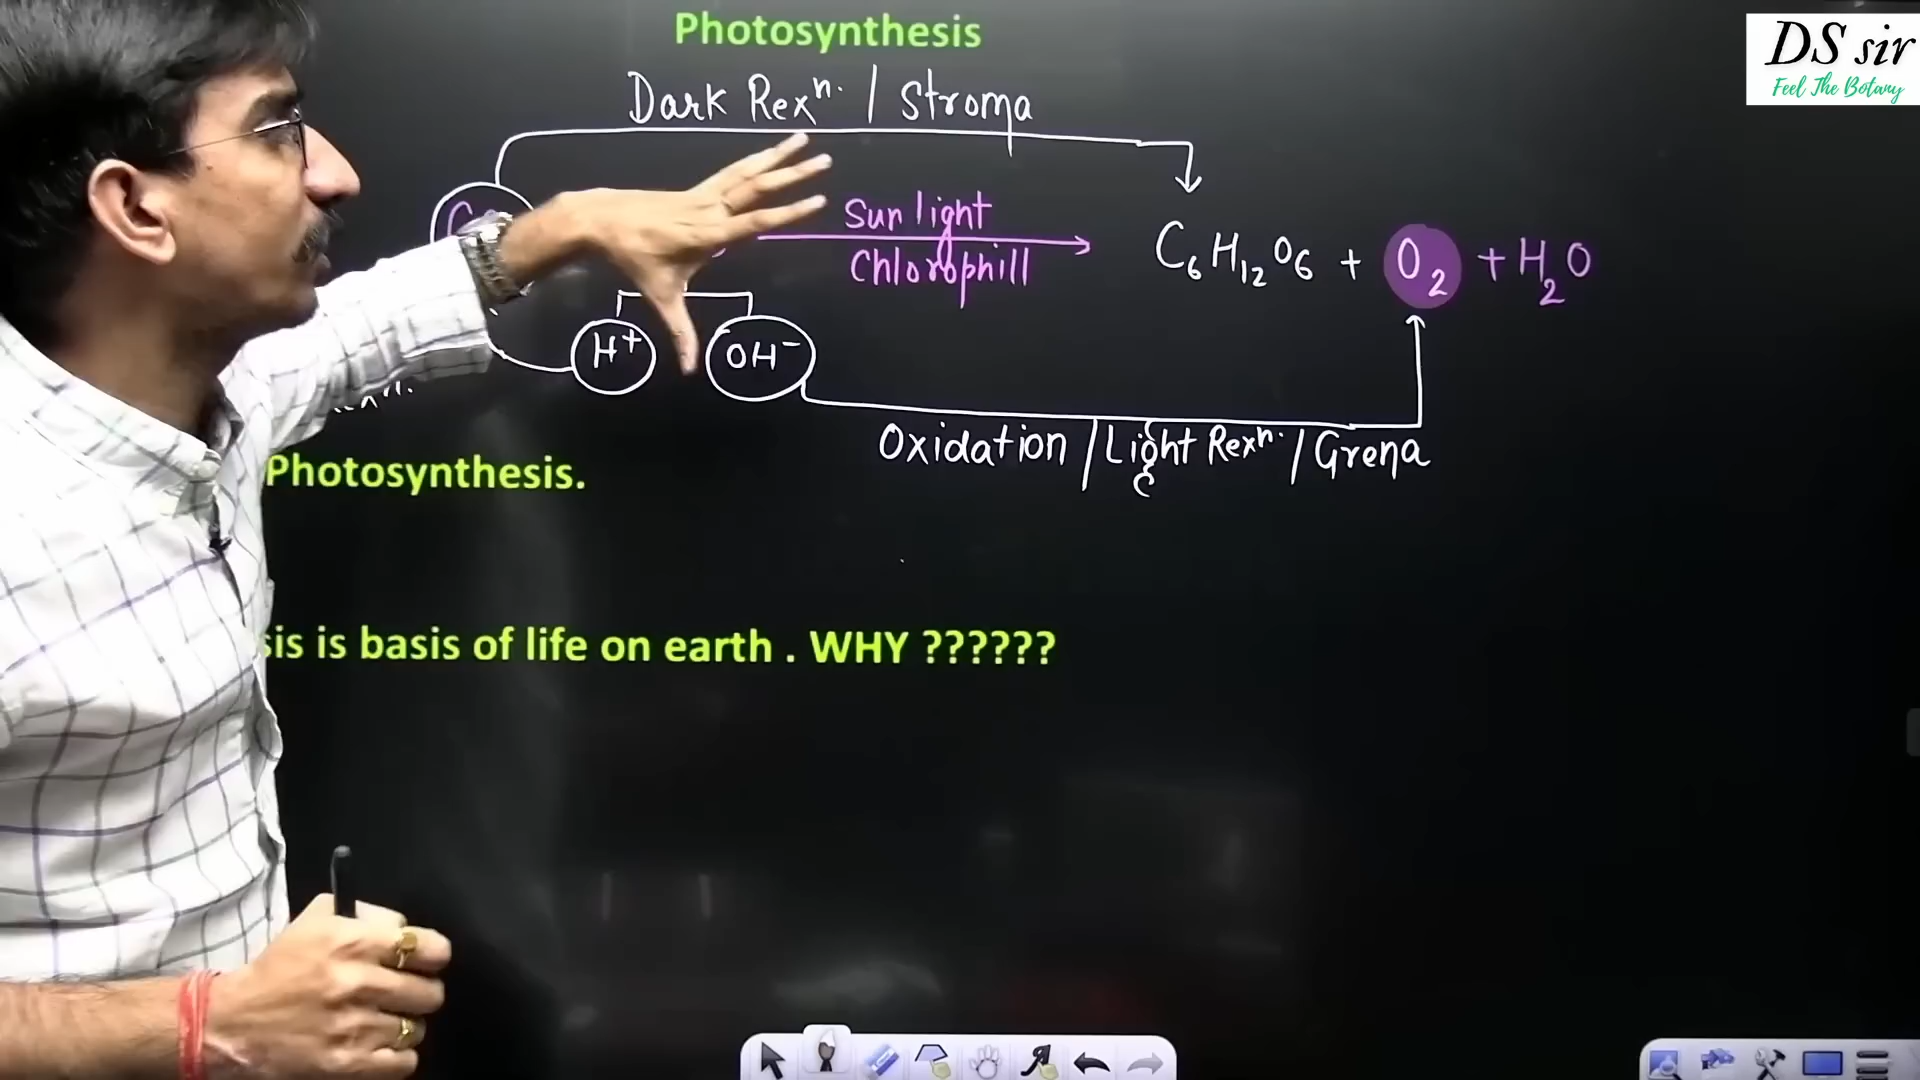 Photosynthesis
DS sir
Feel The Botany
Dark Rexn. / Stroma
Sun light
Chlorophill
C6H12O6 + O2 + H2O
H+ OH-
Oxidation / Light Rexn. / Grena
Photosynthesis.
sis is basis of life on earth . WHY ??????